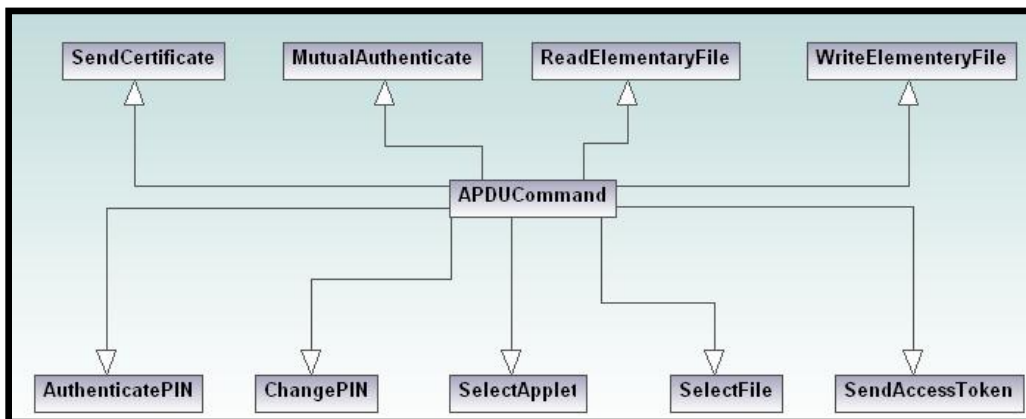 SendCertificate
MutualAuthenticate
ReadElementaryFile
WriteElementeryFile
APDUCommand
AuthenticatePIN
ChangePIN
SelectApplet
SelectFile
SendAccessToken